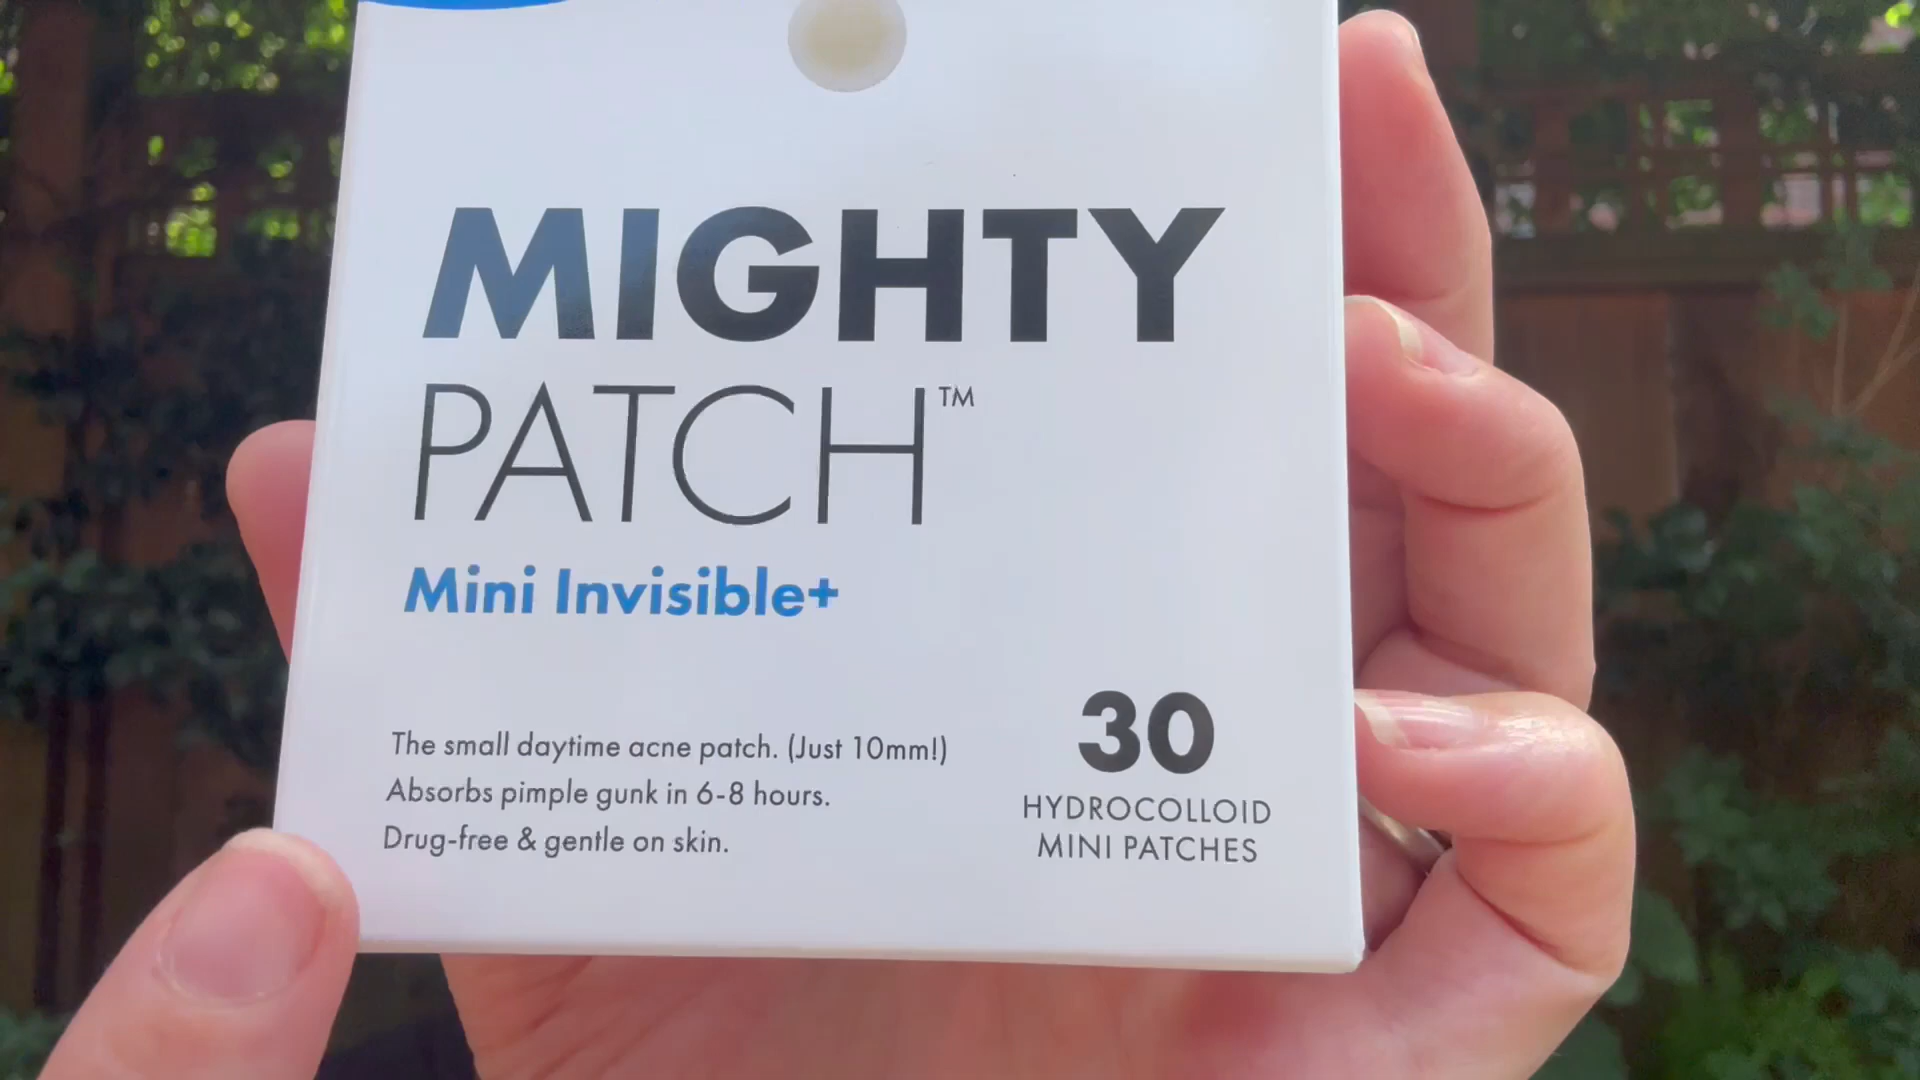 MIGHTY
PATCH™
Mini Invisible+
The small daytime acne patch. (Just 10mm!)
Absorbs pimple gunk in 6-8 hours.
Drug-free & gentle on skin.
30
HYDROCOLLOID
MINI PATCHES